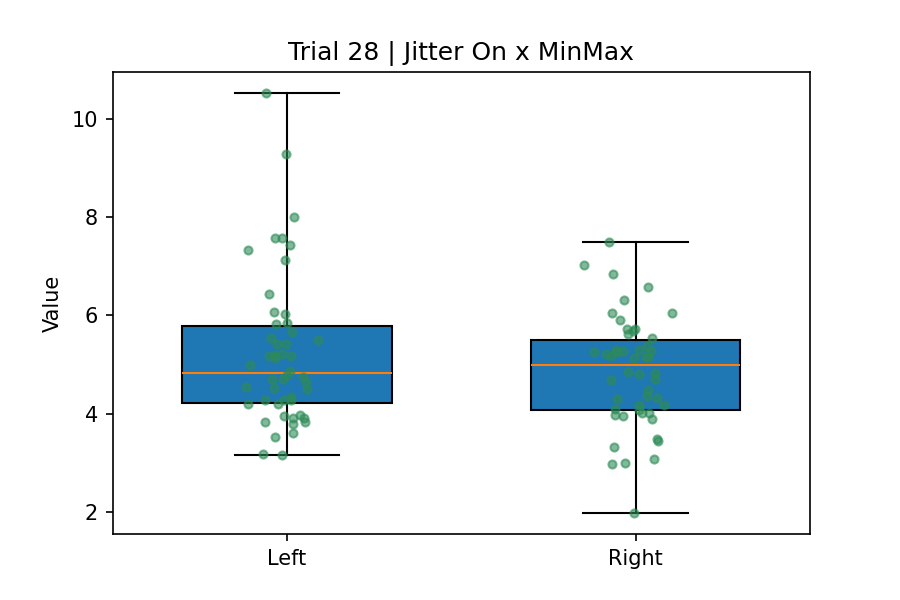 Trial 28 | Jitter On x MinMax
Value
10
8
6
4
2
Left
Right